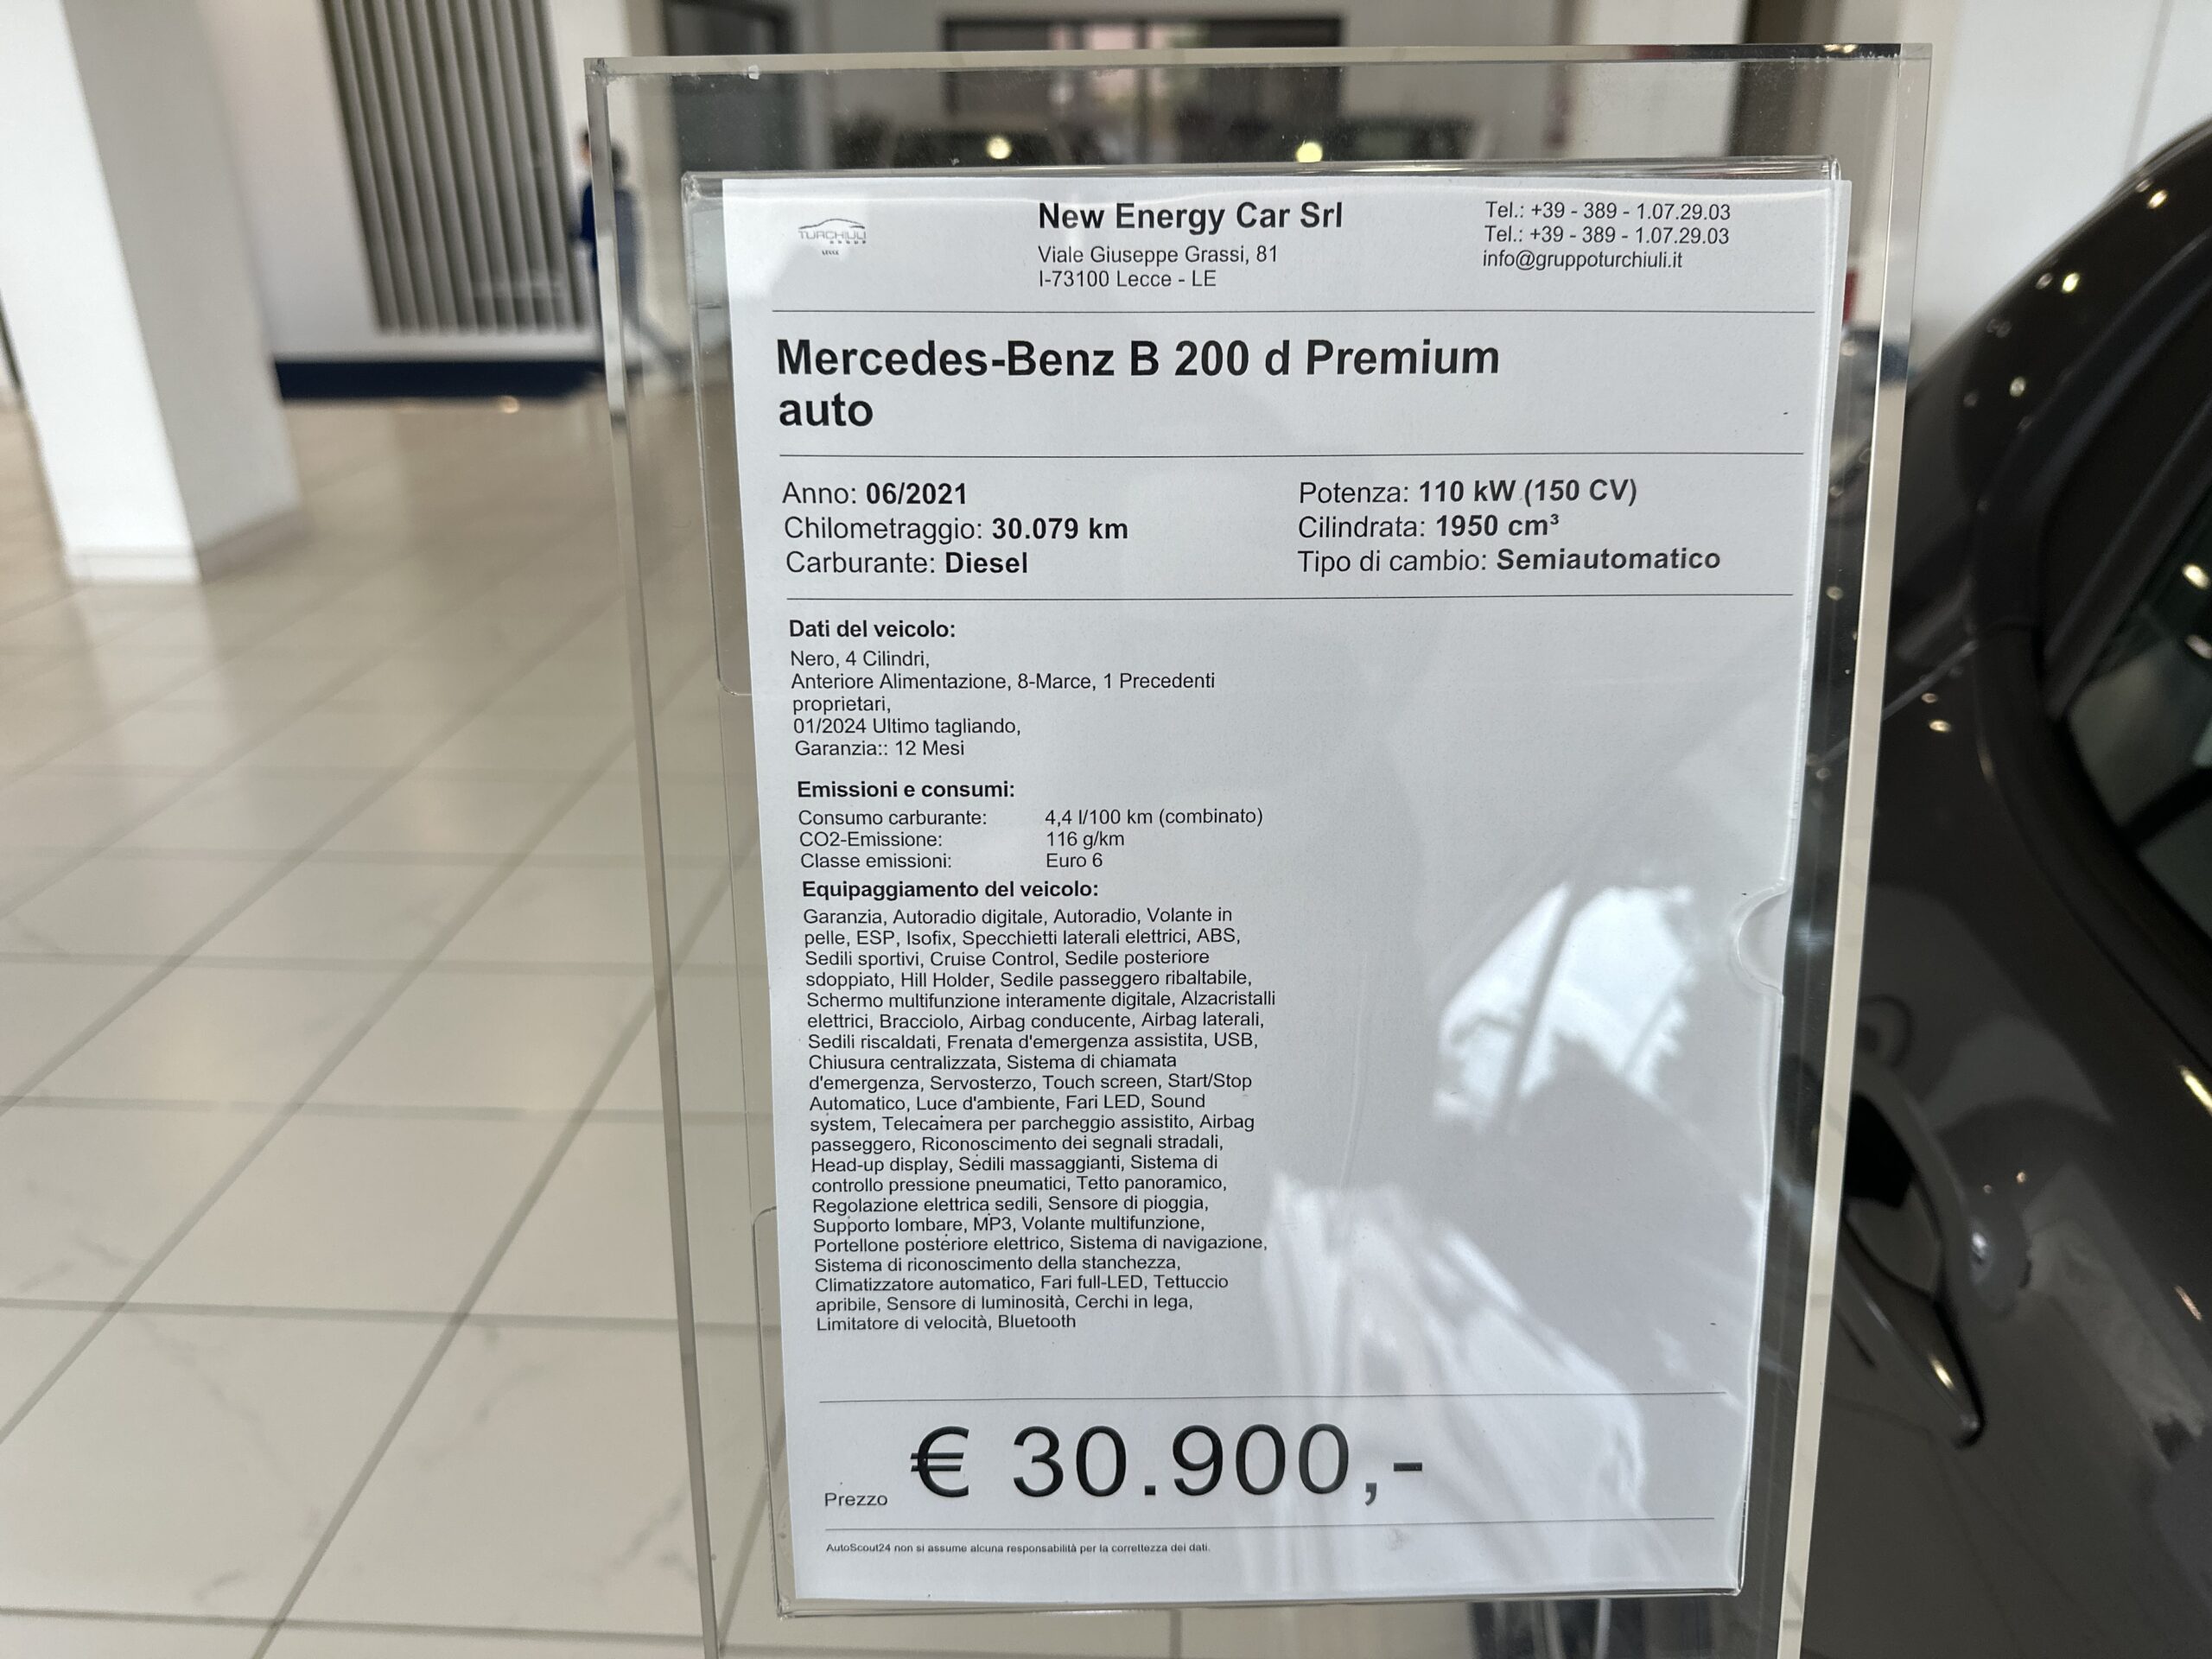 TURCHIULI
LECCE
New Energy Car Srl
Viale Giuseppe Grassi, 81
I-73100 Lecce - LE
Tel.: +39 - 389 - 1.07.29.03
Tel.: +39 - 389 - 1.07.29.03
info@gruppoturchiuli.it
Mercedes-Benz B 200 d Premium
auto
Anno: 06/2021
Chilometraggio: 30.079 km
Carburante: Diesel
Potenza: 110 kW (150 CV)
Cilindrata: 1950 cm³
Tipo di cambio: Semiautomatico
Dati del veicolo:
Nero, 4 Cilindri,
Anteriore Alimentazione, 8-Marce, 1 Precedenti
proprietari,
01/2024 Ultimo tagliando,
Garanzia:: 12 Mesi
Emissioni e consumi:
Consumo carburante: 4,4 l/100 km (combinato)
CO2-Emissione: 116 g/km
Classe emissioni: Euro 6
Equipaggiamento del veicolo:
Garanzia, Autoradio digitale, Autoradio, Volante in
pelle, ESP, Isofix, Specchietti laterali elettrici, ABS,
Sedili sportivi, Cruise Control, Sedile posteriore
sdoppiato, Hill Holder, Sedile passeggero ribaltabile,
Schermo multifunzione interamente digitale, Alzacristalli
elettrici, Bracciolo, Airbag conducente, Airbag laterali,
Sedili riscaldati, Frenata d'emergenza assistita, USB,
Chiusura centralizzata, Sistema di chiamata
d'emergenza, Servosterzo, Touch screen, Start/Stop
Automatico, Luce d'ambiente, Fari LED, Sound
system, Telecamera per parcheggio assistito, Airbag
passeggero, Riconoscimento dei segnali stradali,
Head-up display, Sedili massaggianti, Sistema di
controllo pressione pneumatici, Tetto panoramico,
Regolazione elettrica sedili, Sensore di pioggia,
Supporto lombare, MP3, Volante multifunzione,
Portellone posteriore elettrico, Sistema di navigazione,
Sistema di riconoscimento della stanchezza,
Climatizzatore automatico, Fari full-LED, Tettuccio
apribile, Sensore di luminosità, Cerchi in lega,
Limitatore di velocità, Bluetooth
Prezzo € 30.900,-
AutoScout24 non si assume alcuna responsabilità per la correttezza dei dati.